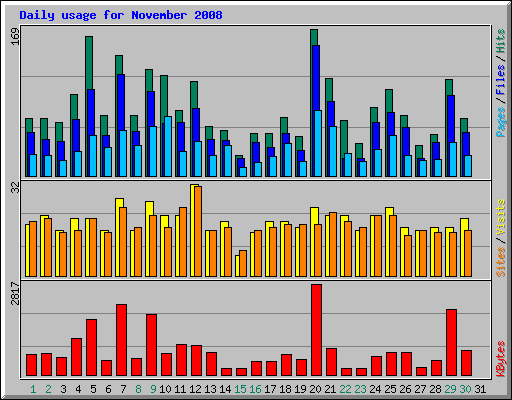 Daily usage for November 2008
169
Pages / Files / Hits
32
Sites / Visits
2817
KBytes
1 2 3 4 5 6 7 8 9 10 11 12 13 14 15 16 17 18 19 20 21 22 23 24 25 26 27 28 29 30 31